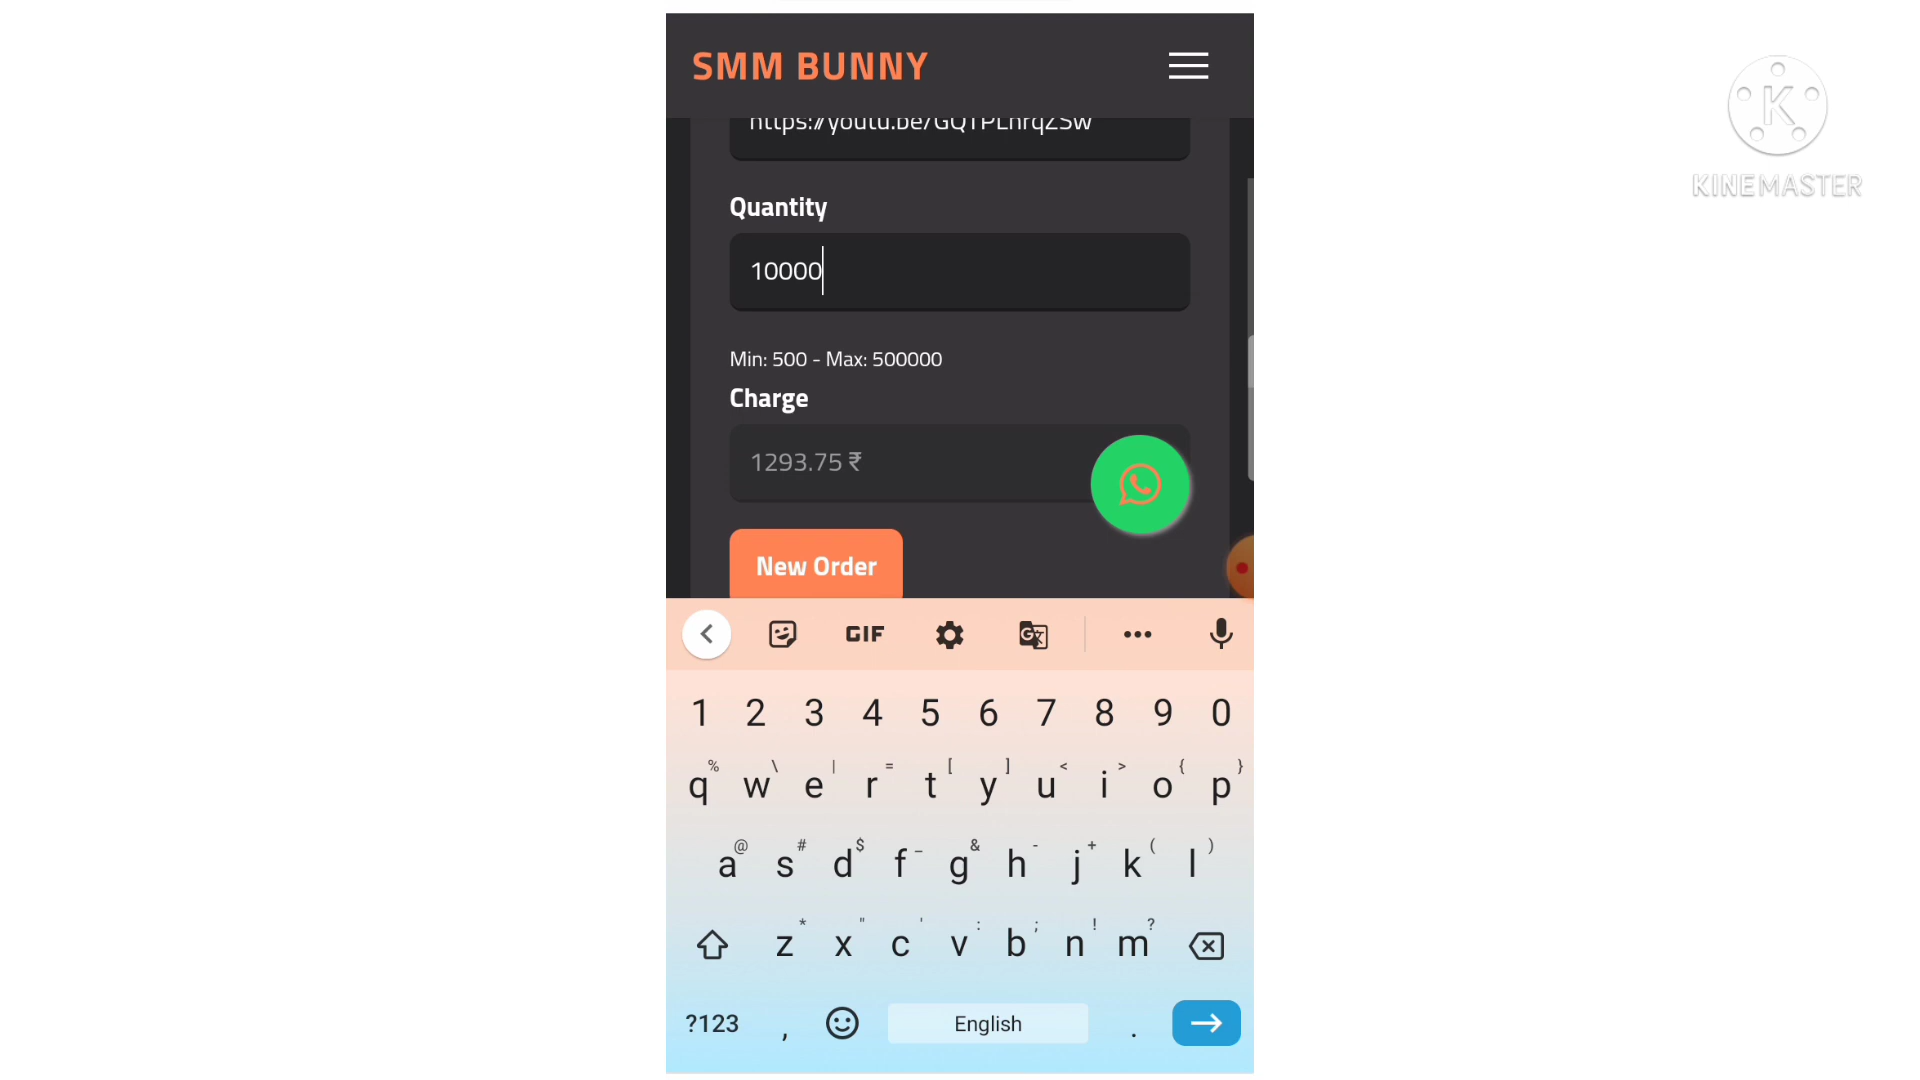 SMM BUNNY
Quantity
10000
Min: 500 - Max: 500000
Charge
1293.75 ₹
New Order
GIF
1 2 3 4 5 6 7 8 9 0
% \ | = [ ] < > { }
q w e r t y u i o p
@ # $ _ & - + ( )
a s d f g h j k l
* " ' : ; ! ?
z x c v b n m
?123 , English .
K
KINEMASTER